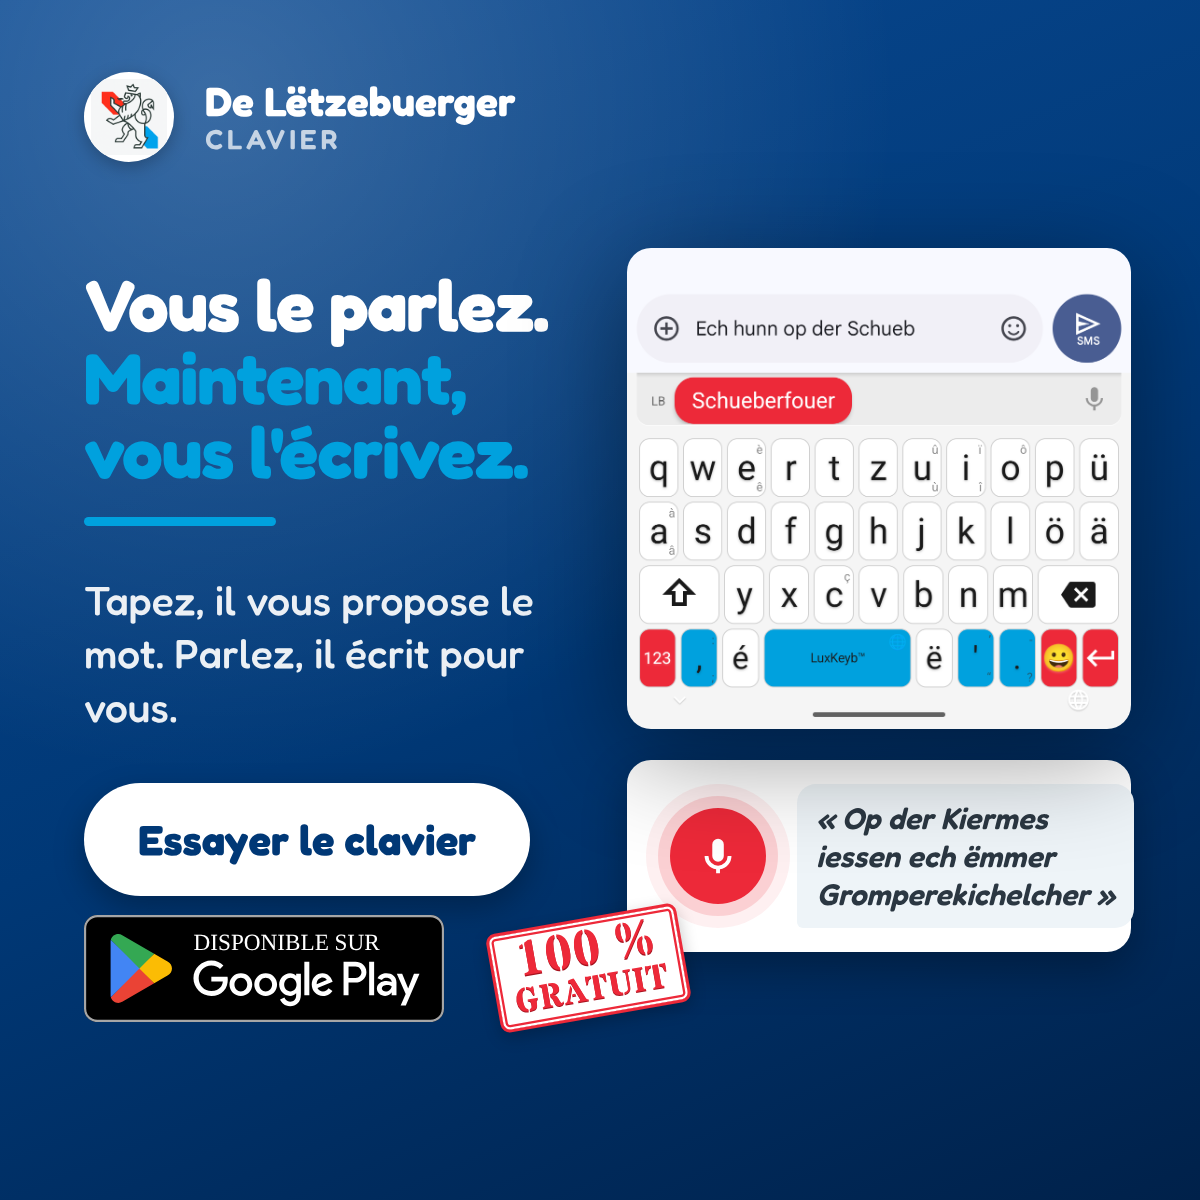 De Lëtzebuerger
CLAVIER
Vous le parlez.
Maintenant,
vous l'écrivez.
Tapez, il vous propose le
mot. Parlez, il écrit pour
vous.
Essayer le clavier
DISPONIBLE SUR
Google Play
100 %
GRATUIT
Ech hunn op der Schueb
SMS
LB Schueberfouer
q w e r t z u i o p ü
a s d f g h j k l ö ä
y x c v b n m
123 , é LuxKeyb™ ë ' .
« Op der Kiermes
iessen ech ëmmer
Gromperekichelcher »